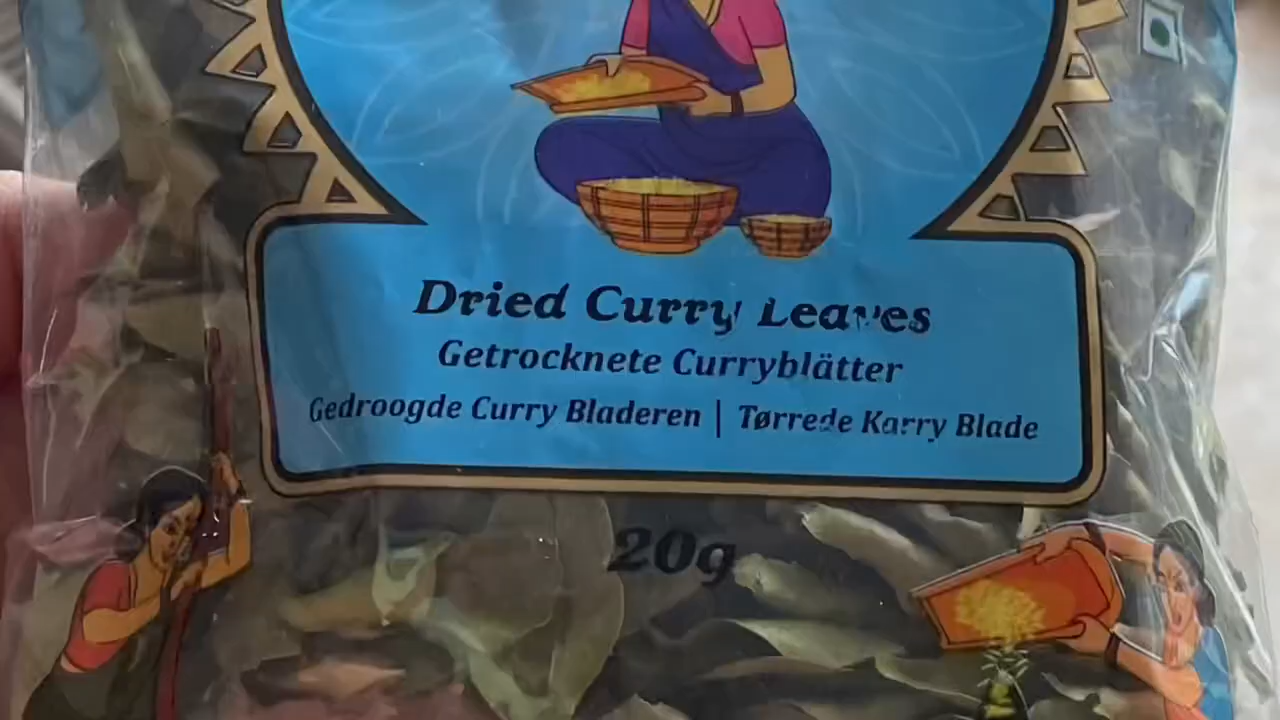 Dried Curry Leaves
Getrocknete Curryblätter
Gedroogde Curry Bladeren | Tørrede Karry Blade
20g